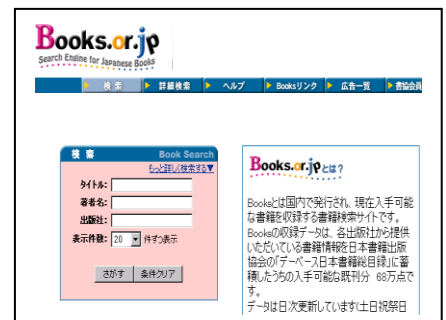 Books.or.jp
Search Engine for Japanese Books
検索 詳細検索 ヘルプ Booksリンク 広告一覧 書協会員
検索 Book Search
もっと詳しく検索する▼
タイトル:
著者名:
出版社:
表示件数: 20 件ずつ表示
さがす 条件クリア
Books.or.jpとは?
Booksは国内で発行され、現在入手可能
な書籍を収録する書籍検索サイトです。
Booksの収録データは、各出版社から提供
いただいている書籍情報を日本書籍出版
協会の「データベース日本書籍総目録」に蓄
積したうちの入手可能な既刊分 68万点で
す。
データは日次更新しています(土日祝祭日